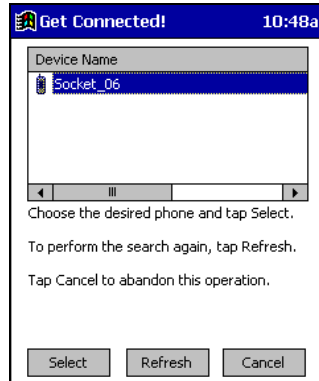 Get Connected! 10:48a
Device Name
Socket_06
Choose the desired phone and tap Select.
To perform the search again, tap Refresh.
Tap Cancel to abandon this operation.
Select Refresh Cancel